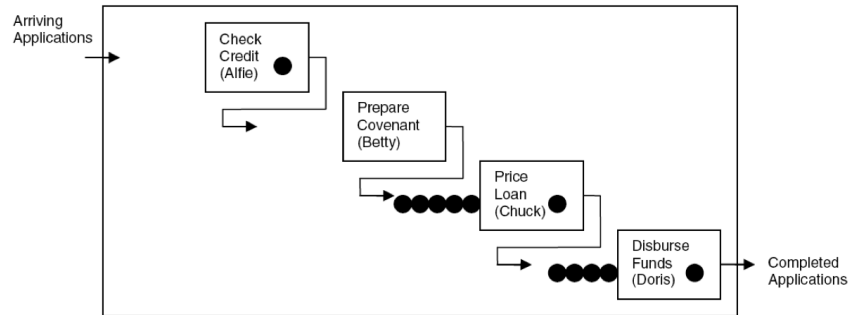 Arriving
Applications
Check
Credit
(Alfie)
Prepare
Covenant
(Betty)
Price
Loan
(Chuck)
Disburse
Funds
(Doris)
Completed
Applications